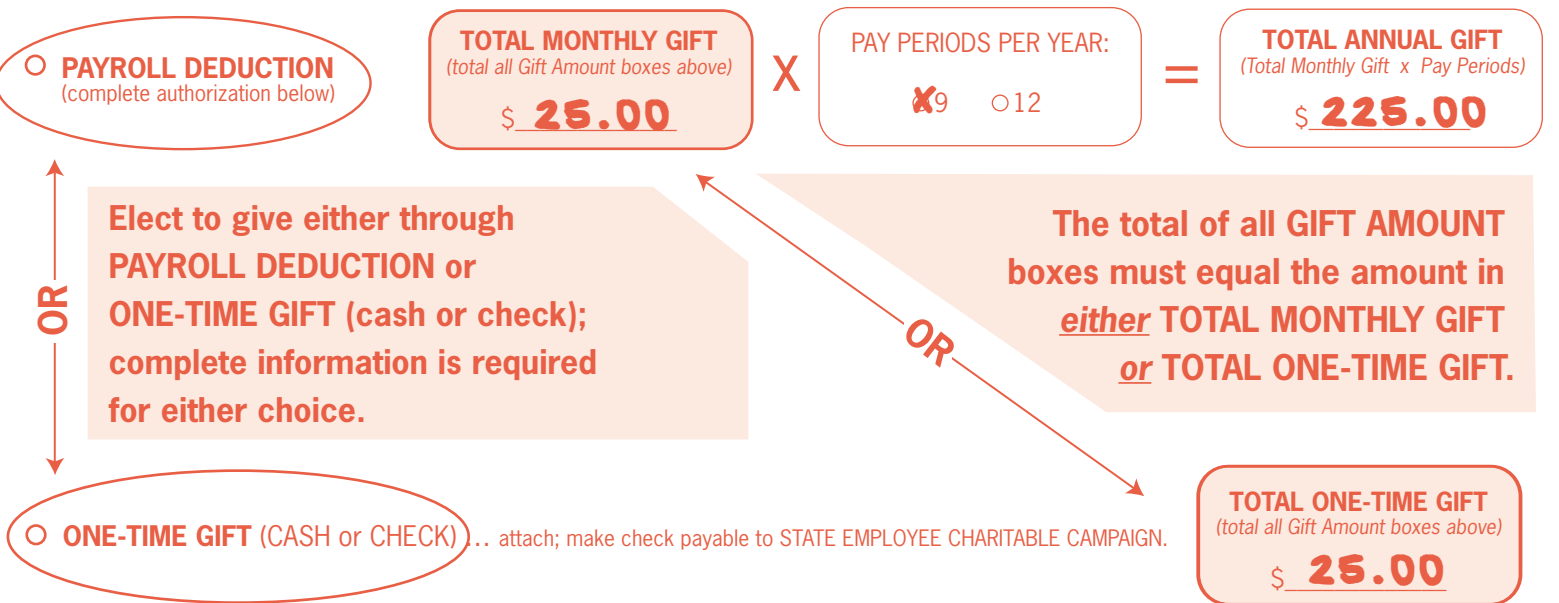 PAYROLL DEDUCTION
(complete authorization below)
TOTAL MONTHLY GIFT
(total all Gift Amount boxes above)
$ 25.00
X
PAY PERIODS PER YEAR:
X9 12
=
TOTAL ANNUAL GIFT
(Total Monthly Gift x Pay Periods)
$ 225.00
OR
Elect to give either through
PAYROLL DEDUCTION or
ONE-TIME GIFT (cash or check);
complete information is required
for either choice.
OR
The total of all GIFT AMOUNT
boxes must equal the amount in
either TOTAL MONTHLY GIFT
or TOTAL ONE-TIME GIFT.
ONE-TIME GIFT (CASH or CHECK)... attach; make check payable to STATE EMPLOYEE CHARITABLE CAMPAIGN.
TOTAL ONE-TIME GIFT
(total all Gift Amount boxes above)
$ 25.00